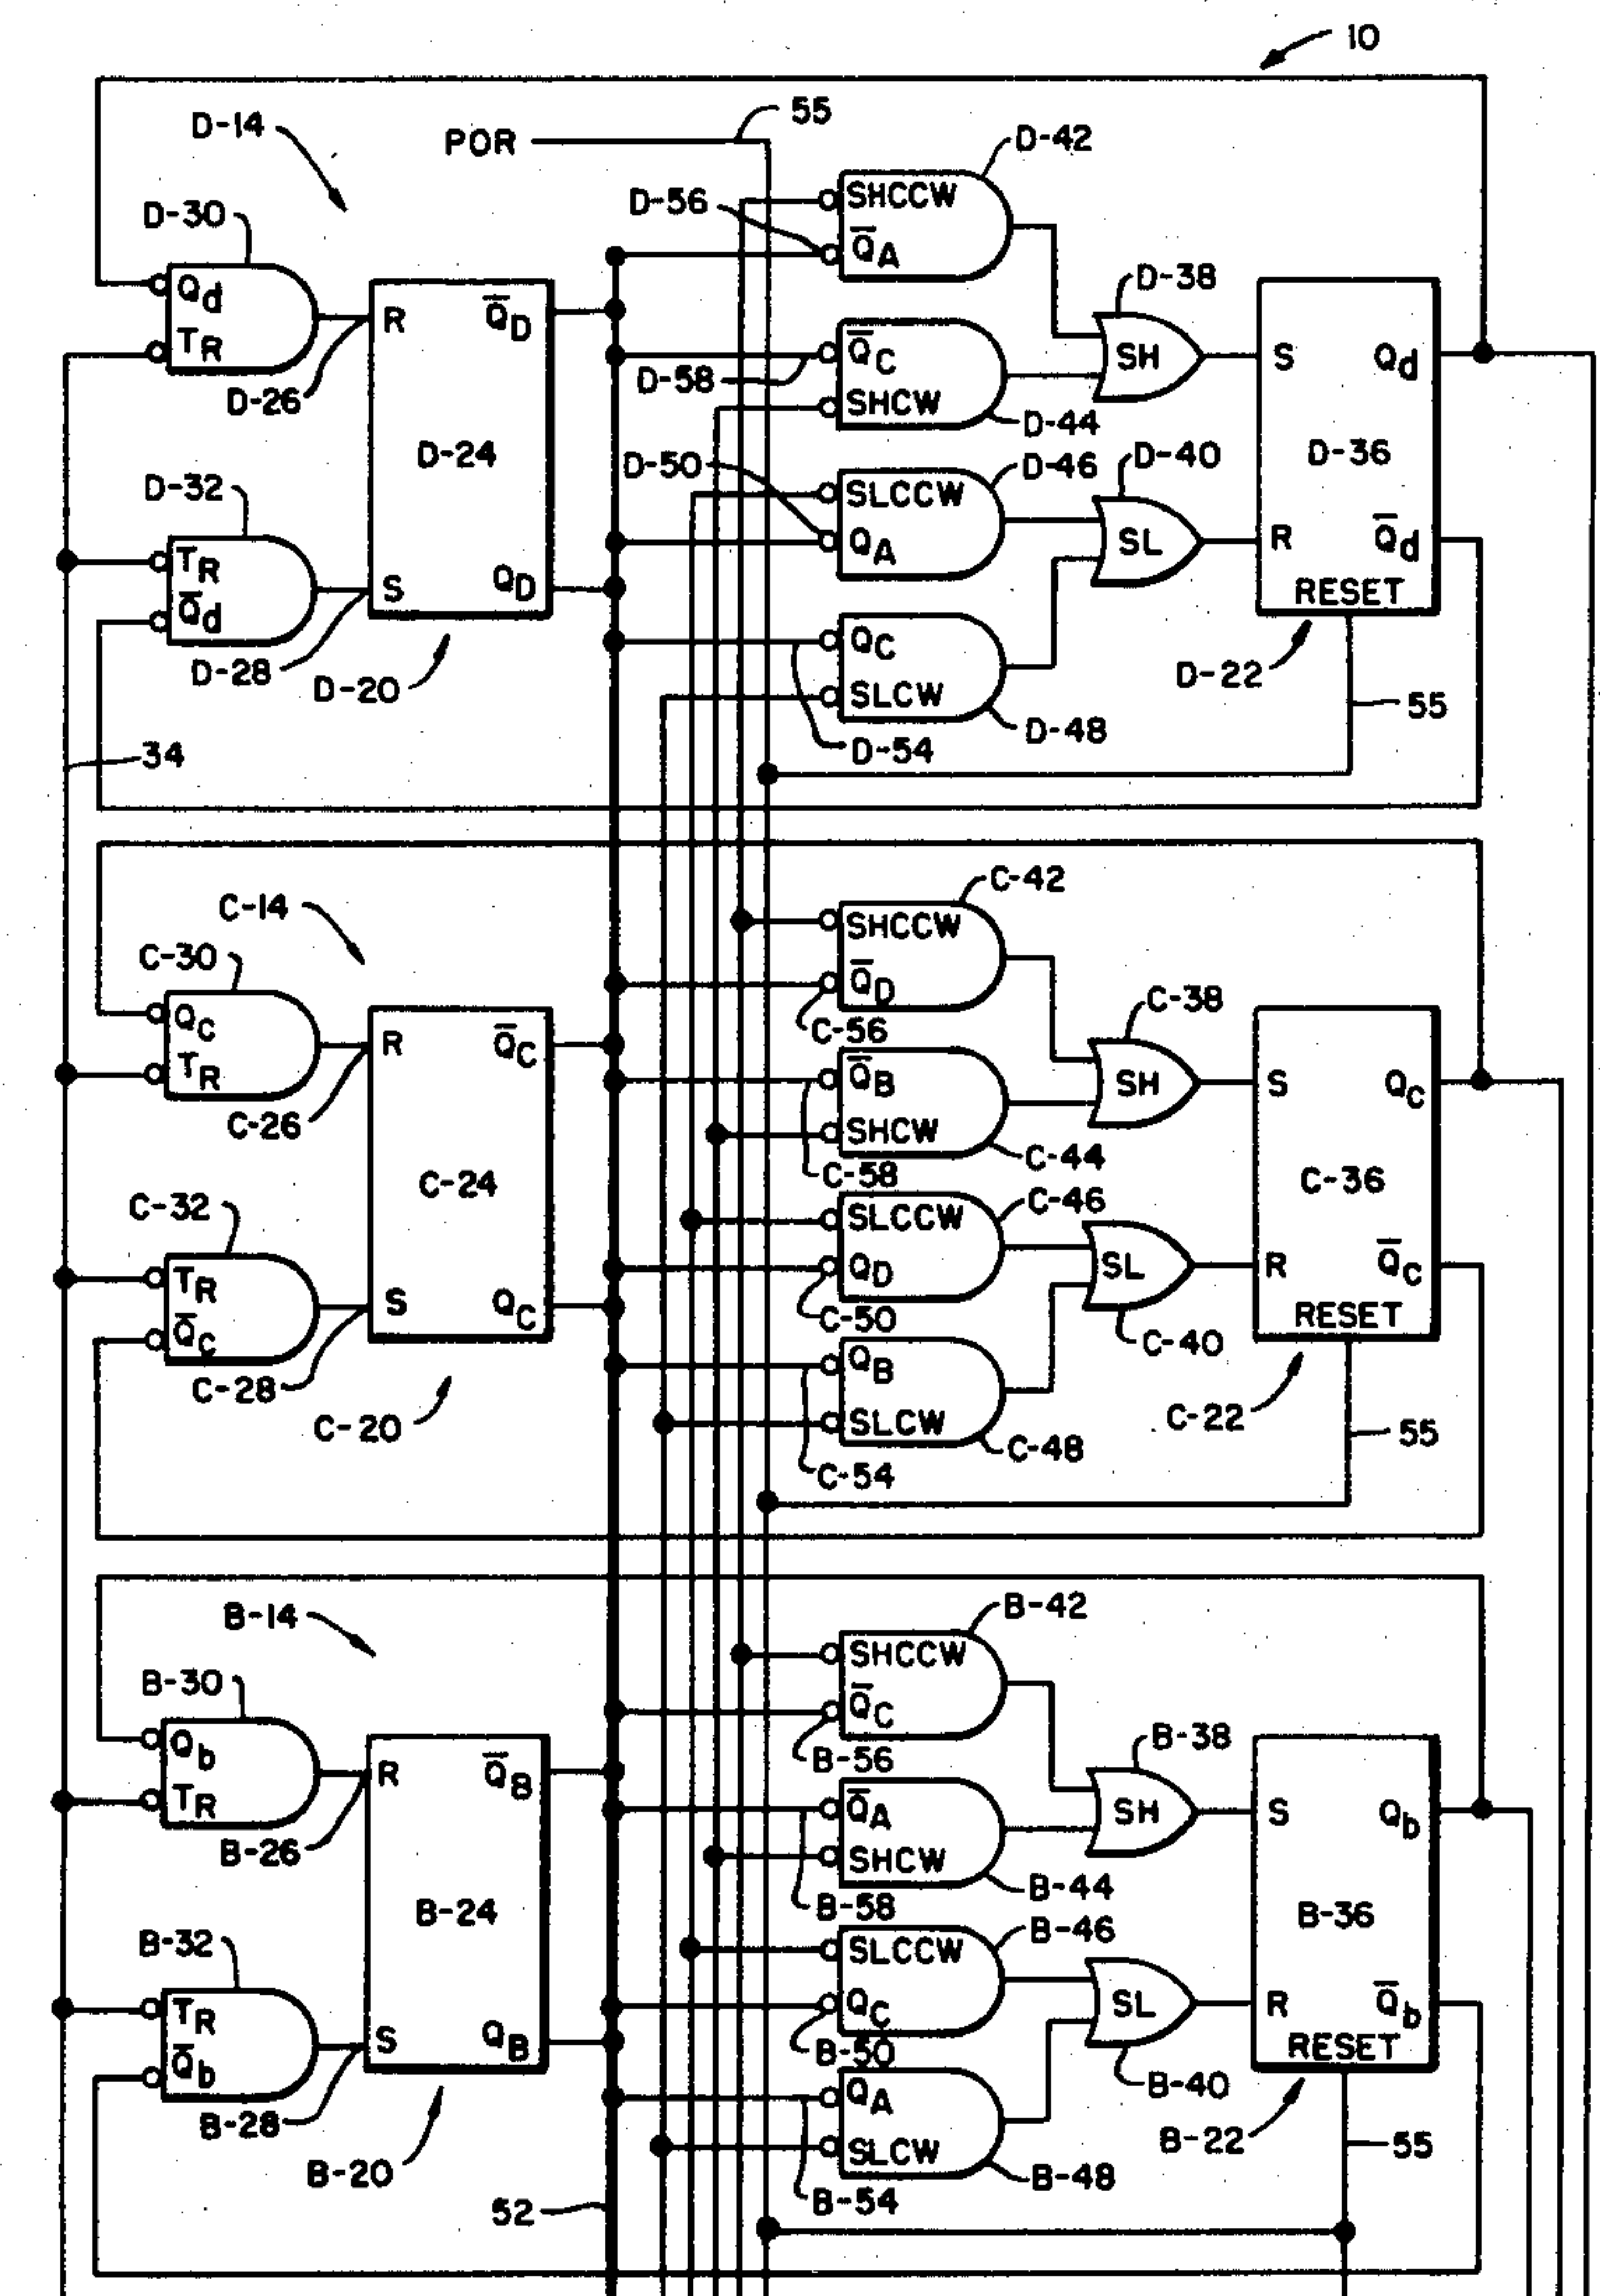 10
D-14
POR
55
D-42
SHCCW
D-56
Q̅A
D-30
Qd
TR
D-26
R
Q̅D
D-38
SH
Q̅C
D-58
SHCW
D-44
S
Qd
D-24
D-36
D-50
D-46
SLCCW
QA
D-40
SL
R
Q̅d
RESET
D-32
TR
Q̅d
D-28
S
QD
D-20
QC
SLCW
D-54
D-48
D-22
55
34
C-14
C-42
SHCCW
Q̅D
C-56
C-30
Qc
TR
C-26
R
Q̅C
C-38
SH
Q̅B
SHCW
C-58
C-44
S
Qc
C-24
C-36
C-46
SLCCW
QD
C-50
SL
C-40
R
Q̅c
RESET
C-32
TR
Q̅c
C-28
S
QC
C-20
QB
SLCW
C-54
C-48
C-22
55
B-14
B-42
SHCCW
Q̅C
B-56
B-30
Qb
TR
B-26
R
Q̅B
B-38
SH
Q̅A
SHCW
B-58
B-44
S
Qb
B-24
B-36
B-46
SLCCW
QC
B-50
SL
B-40
R
Q̅b
RESET
B-32
TR
Q̅b
B-28
S
QB
B-20
QA
SLCW
B-54
B-48
B-22
55
52